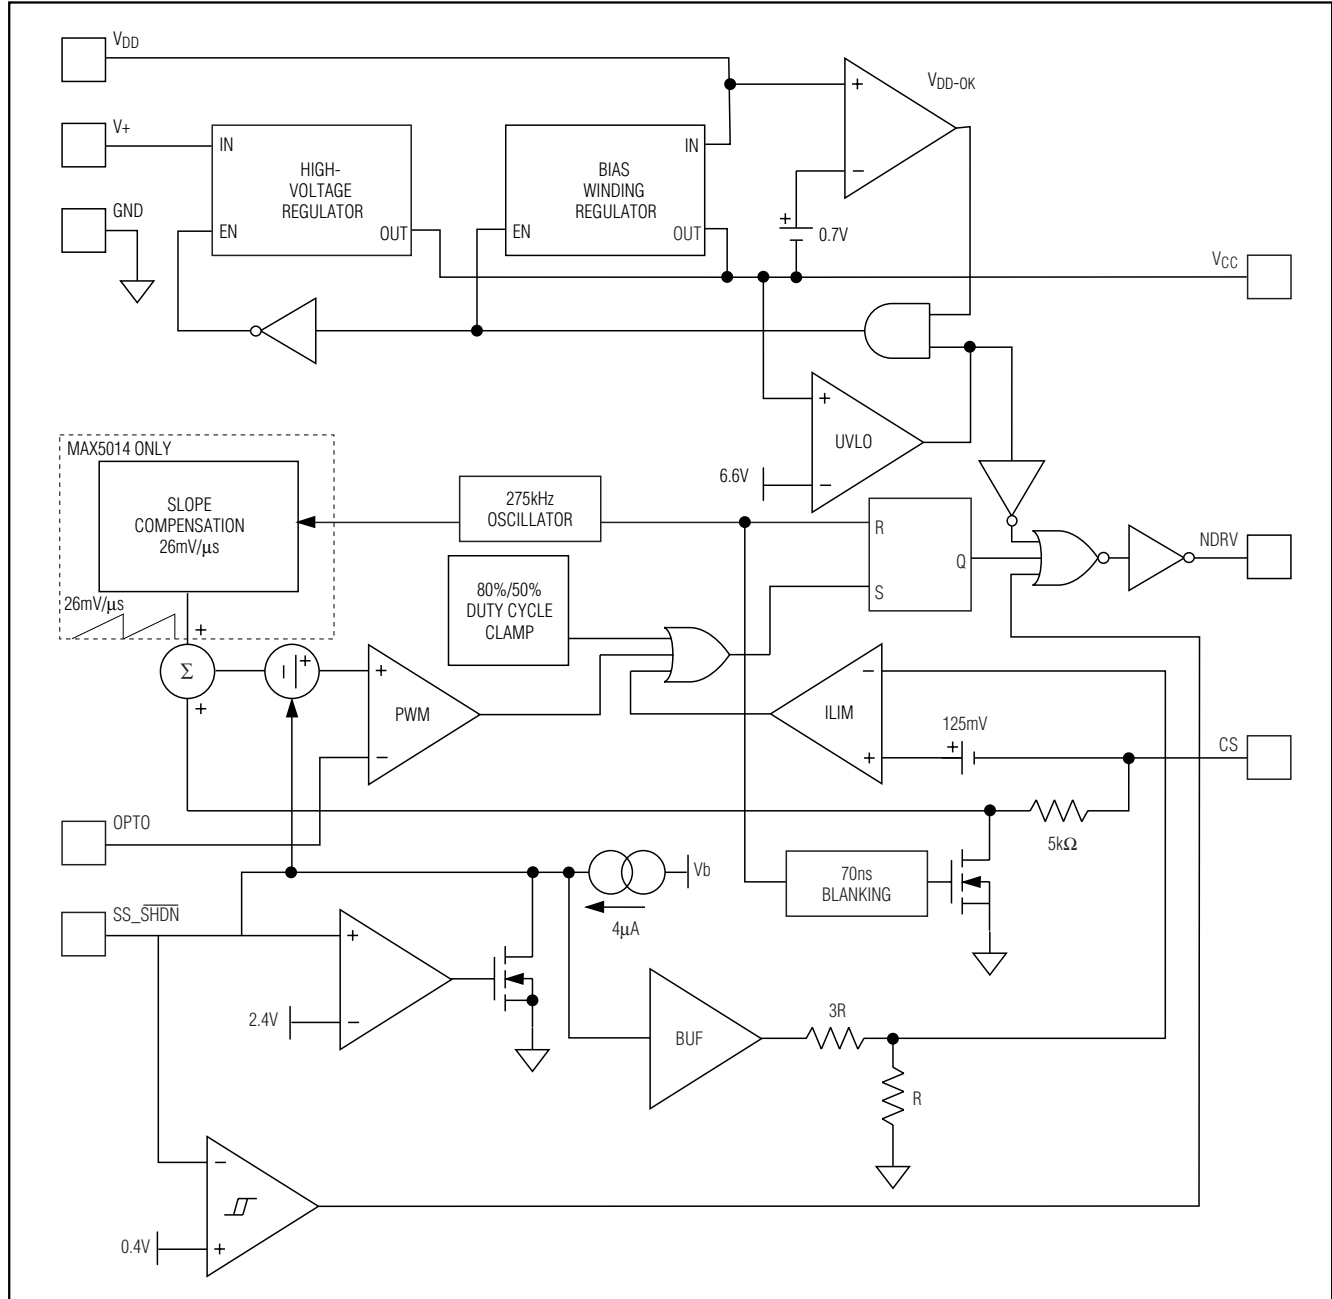 VDD
+
VDD-OK
V+
IN
HIGH-
VOLTAGE
REGULATOR
EN
OUT
BIAS
WINDING
REGULATOR
IN
EN
OUT
−
+
0.7V
GND
VCC
+
UVLO
6.6V
−
MAX5014 ONLY
SLOPE
COMPENSATION
26mV/µs
26mV/µs
275kHz
OSCILLATOR
R
Q
S
NDRV
80%/50%
DUTY CYCLE
CLAMP
+
Σ
+
+
+
PWM
−
−
ILIM
+
125mV
+
CS
5kΩ
OPTO
Vb
4µA
70ns
BLANKING
SS_S̅H̅D̅N̅
+
2.4V
−
BUF
3R
R
−
0.4V
+